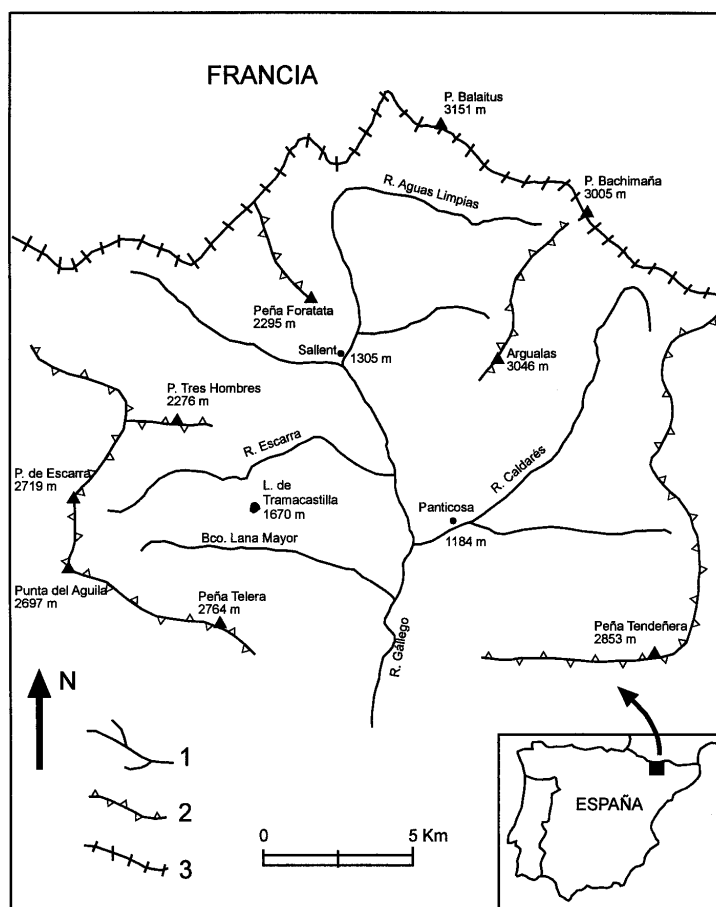 FRANCIA
P. Balaitus
3151 m
P. Bachimaña
3005 m
R. Aguas Limpias
Peña Foratata
2295 m
Sallent
1305 m
Argualas
3046 m
P. Tres Hombres
2276 m
R. Escarra
R. Caldarés
P. de Escarra
2719 m
L. de
Tramacastilla
1670 m
Panticosa
1184 m
Bco. Lana Mayor
Punta del Aguila
2697 m
Peña Telera
2764 m
Peña Tendeñera
2853 m
R. Gállego
N
1
2
3
0
5 Km
ESPAÑA